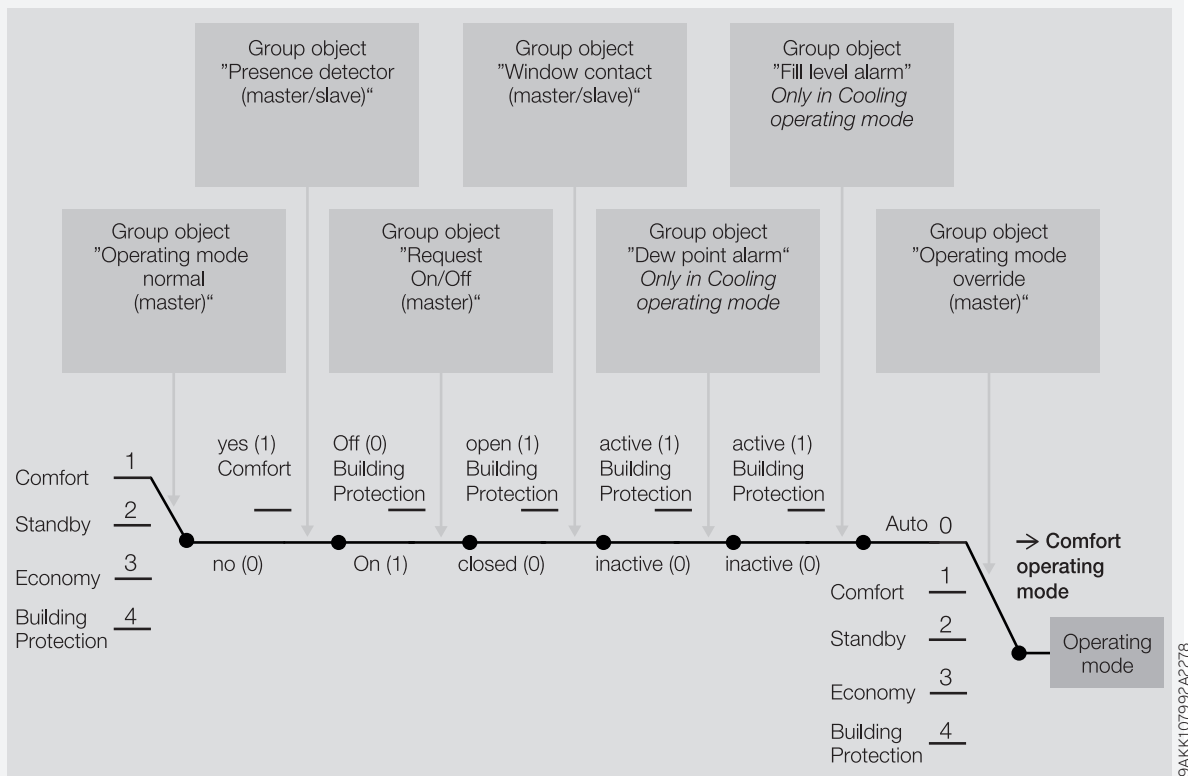 Group object
"Presence detector
(master/slave)“
Group object
"Window contact
(master/slave)“
Group object
"Fill level alarm"
Only in Cooling
operating mode
Group object
"Operating mode
normal
(master)“
Group object
"Request
On/Off
(master)“
Group object
"Dew point alarm“
Only in Cooling
operating mode
Group object
"Operating mode
override
(master)“
yes (1)
Comfort
Off (0)
Building
Protection
open (1)
Building
Protection
active (1)
Building
Protection
active (1)
Building
Protection
Comfort 1
Standby 2
Economy 3
Building
Protection 4
no (0)
On (1)
closed (0)
inactive (0)
inactive (0)
Auto 0
Comfort 1
Standby 2
Economy 3
Building
Protection 4
→ Comfort
operating
mode
Operating
mode
9AKK107992A2278